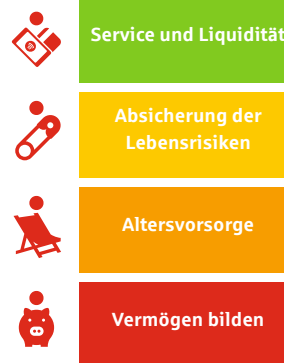 Service und Liquidität
Absicherung der
Lebensrisiken
Altersvorsorge
Vermögen bilden